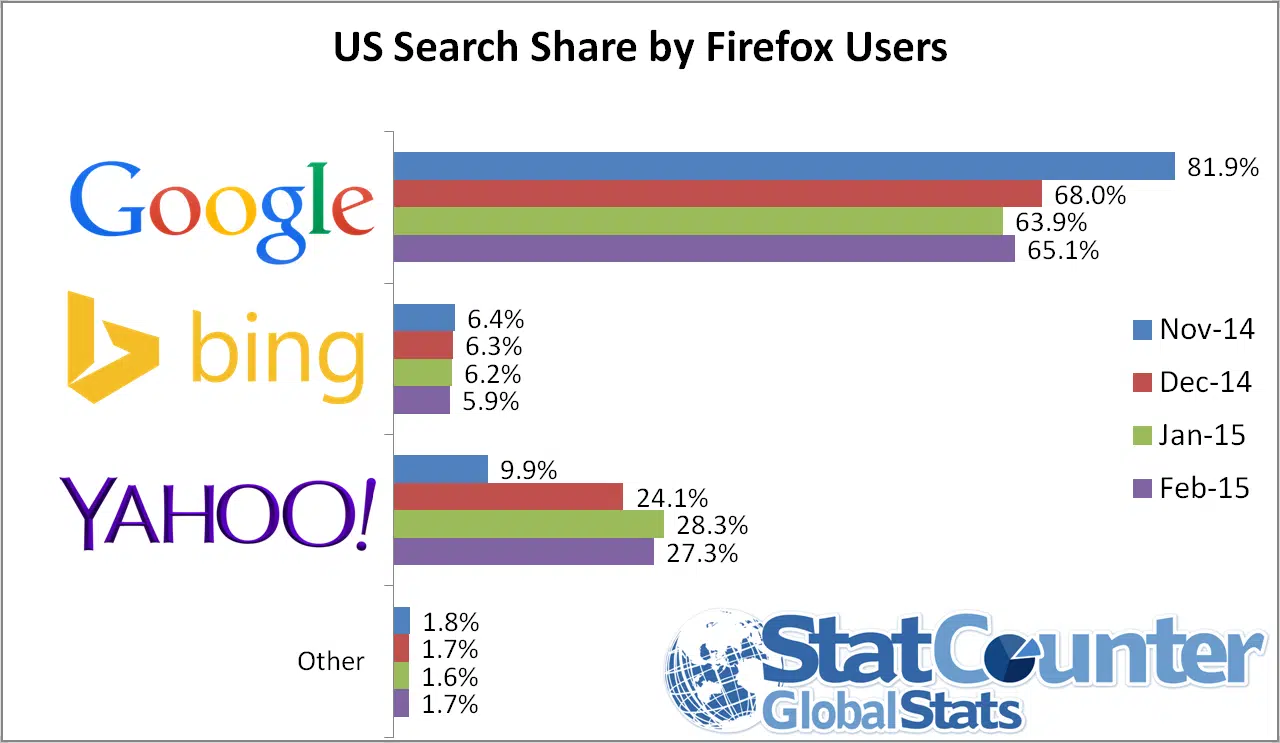 US Search Share by Firefox Users
Google
81.9%
68.0%
63.9%
65.1%
bing
6.4%
6.3%
6.2%
5.9%
YAHOO!
9.9%
24.1%
28.3%
27.3%
Other
1.8%
1.7%
1.6%
1.7%
Nov-14
Dec-14
Jan-15
Feb-15
StatCounter
GlobalStats